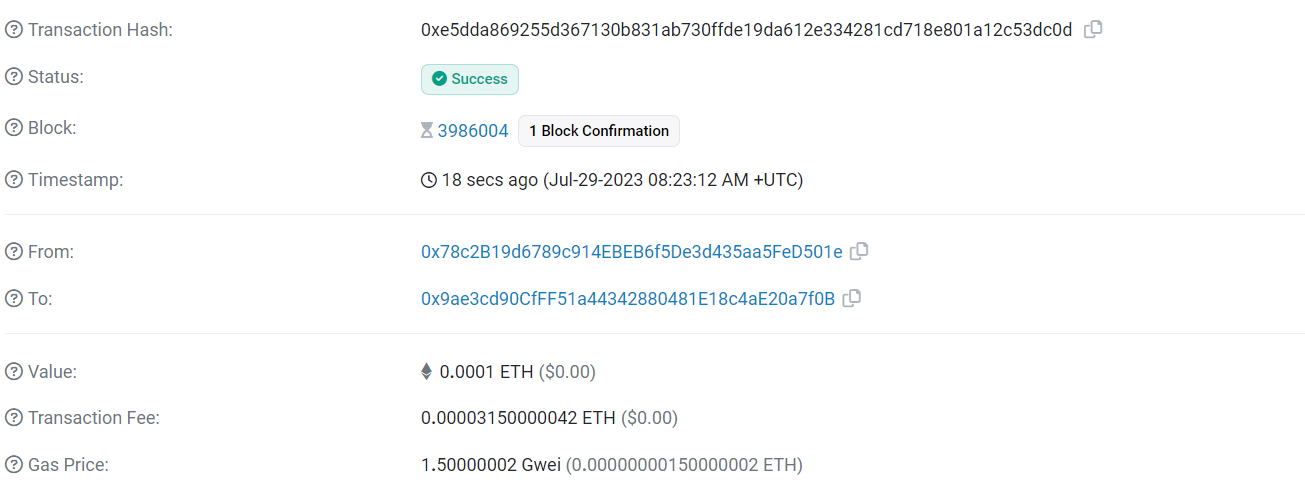 Transaction Hash: 0xe5dda869255d367130b831ab730ffde19da612e334281cd718e801a12c53dc0d
Status: Success
Block: 3986004 1 Block Confirmation
Timestamp: 18 secs ago (Jul-29-2023 08:23:12 AM +UTC)
From: 0x78c2B19d6789c914EBEB6f5De3d435aa5FeD501e
To: 0x9ae3cd90CfFF51a44342880481E18c4aE20a7f0B
Value: 0.0001 ETH ($0.00)
Transaction Fee: 0.00003150000042 ETH ($0.00)
Gas Price: 1.50000002 Gwei (0.00000000150000002 ETH)